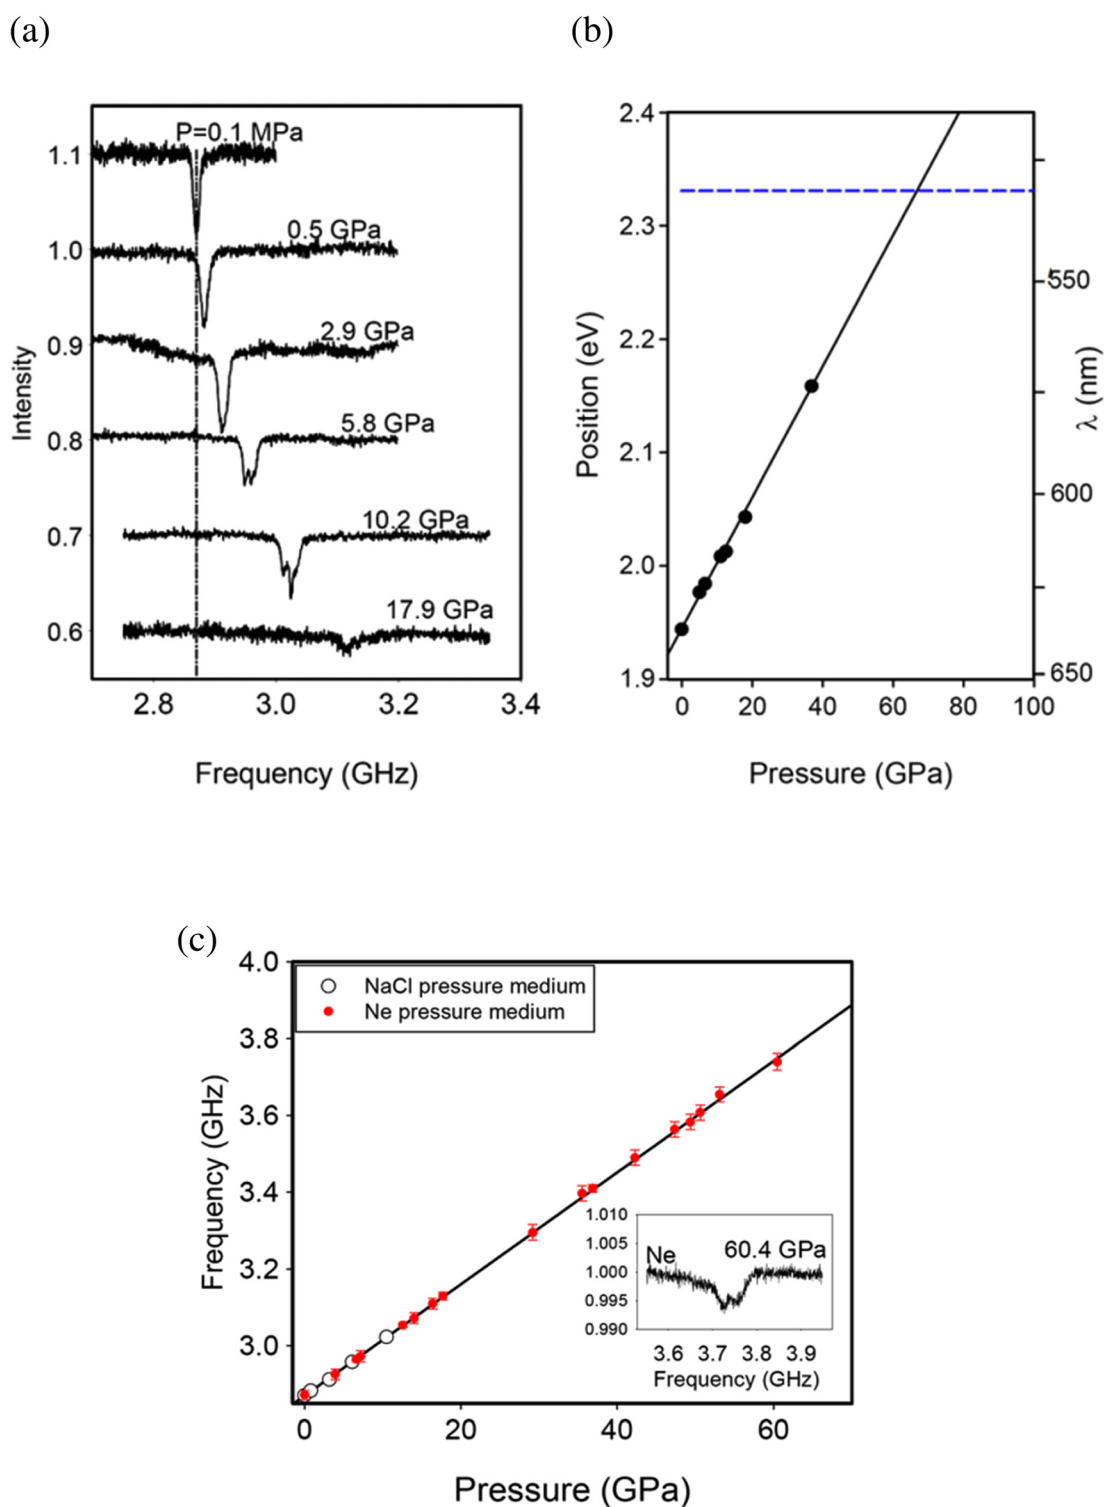 (a)
P=0.1 MPa
0.5 GPa
2.9 GPa
5.8 GPa
10.2 GPa
17.9 GPa
1.1
1.0
0.9
0.8
0.7
0.6
Intensity
2.8 3.0 3.2 3.4
Frequency (GHz)
(b)
2.4
2.3
2.2
2.1
2.0
1.9
Position (eV)
550
600
650
λ (nm)
0 20 40 60 80 100
Pressure (GPa)
(c)
NaCl pressure medium
Ne pressure medium
4.0
3.8
3.6
3.4
3.2
3.0
Frequency (GHz)
1.010
1.005
1.000
0.995
0.990
Ne 60.4 GPa
3.6 3.7 3.8 3.9
Frequency (GHz)
0 20 40 60
Pressure (GPa)